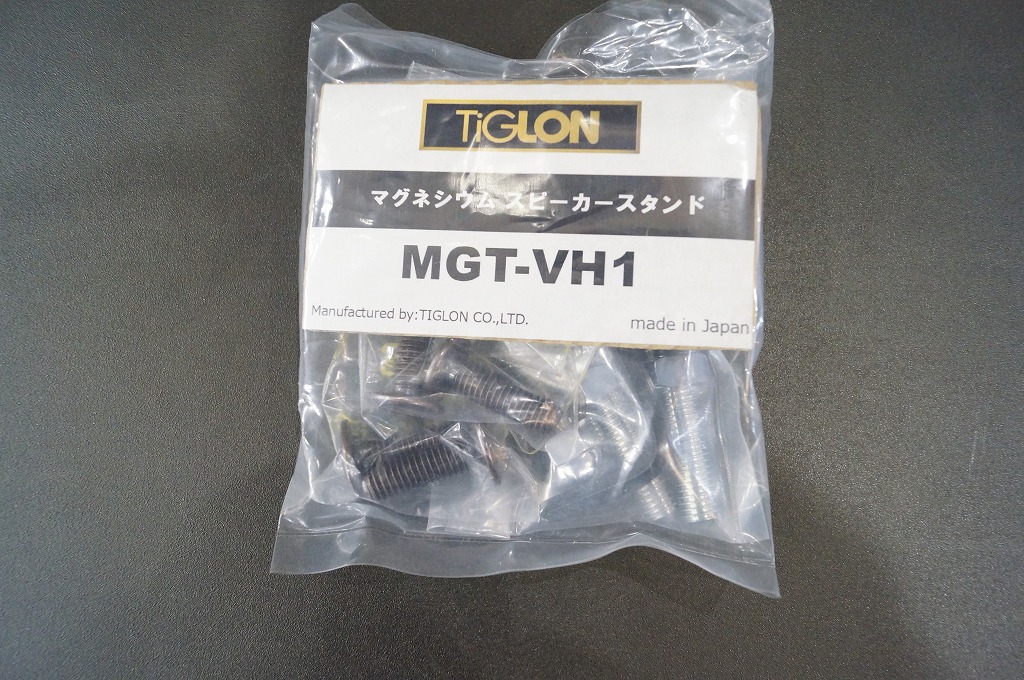 TiGLON
マグネシウム スピーカースタンド
MGT-VH1
Manufactured by:TIGLON CO.,LTD.
made in Japan